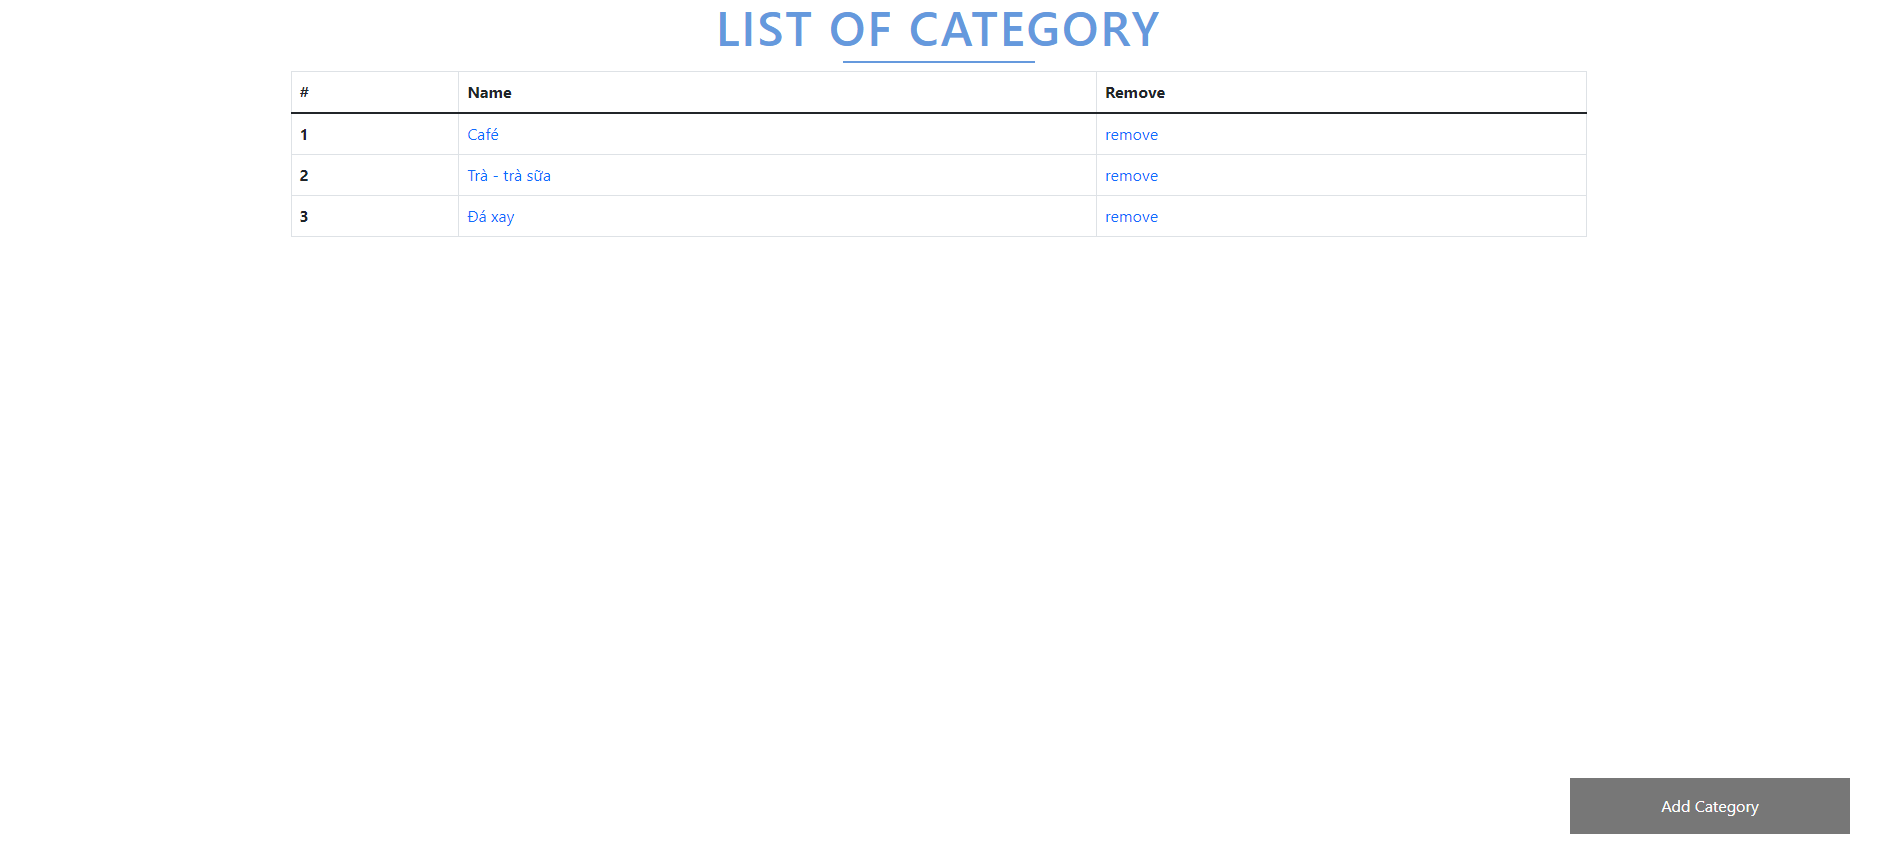 LIST OF CATEGORY
# Name Remove
1 Café remove
2 Trà - trà sữa remove
3 Đá xay remove
Add Category